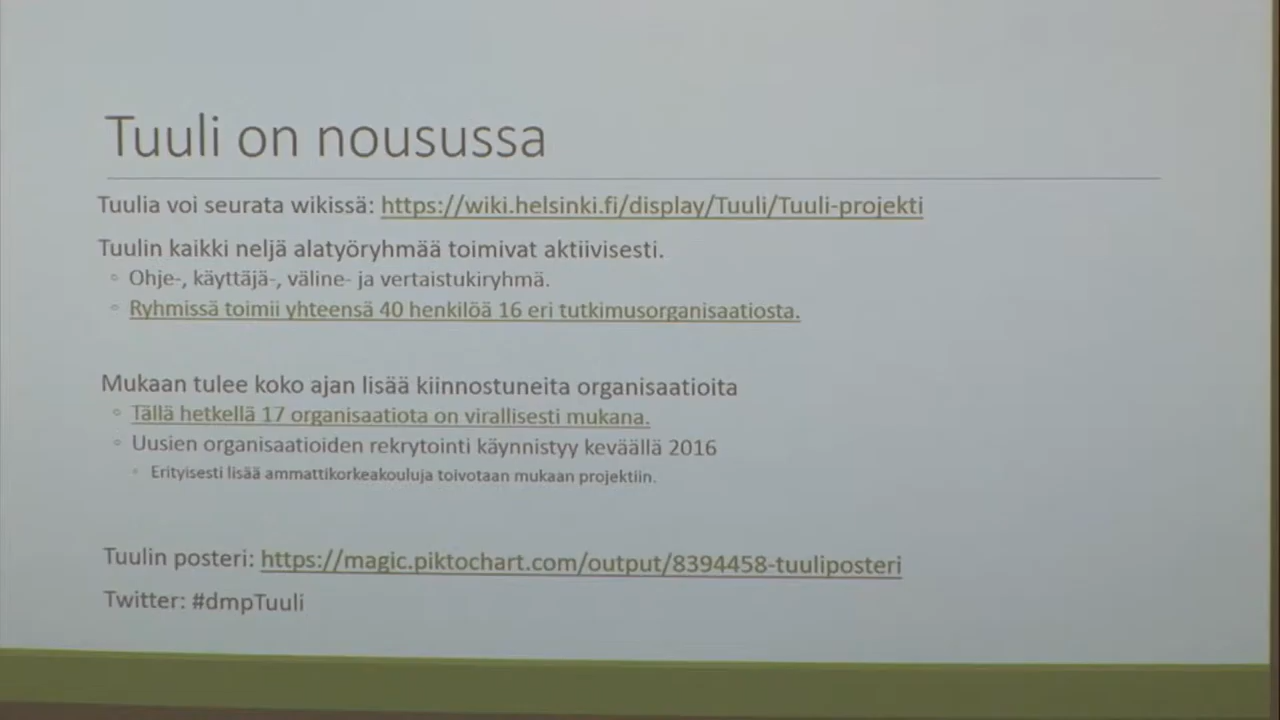 Tuuli on nousussa
Tuulia voi seurata wikissä: https://wiki.helsinki.fi/display/Tuuli/Tuuli-projekti
Tuulin kaikki neljä alatyöryhmää toimivat aktiivisesti.
◦ Ohje-, käyttäjä-, väline- ja vertaistukiryhmä.
◦ Ryhmissä toimii yhteensä 40 henkilöä 16 eri tutkimusorganisaatiosta.
Mukaan tulee koko ajan lisää kiinnostuneita organisaatioita
◦ Tällä hetkellä 17 organisaatiota on virallisesti mukana.
◦ Uusien organisaatioiden rekrytointi käynnistyy keväällä 2016
◦ Erityisesti lisää ammattikorkeakouluja toivotaan mukaan projektiin.
Tuulin posteri: https://magic.piktochart.com/output/8394458-tuuliposteri
Twitter: #dmpTuuli